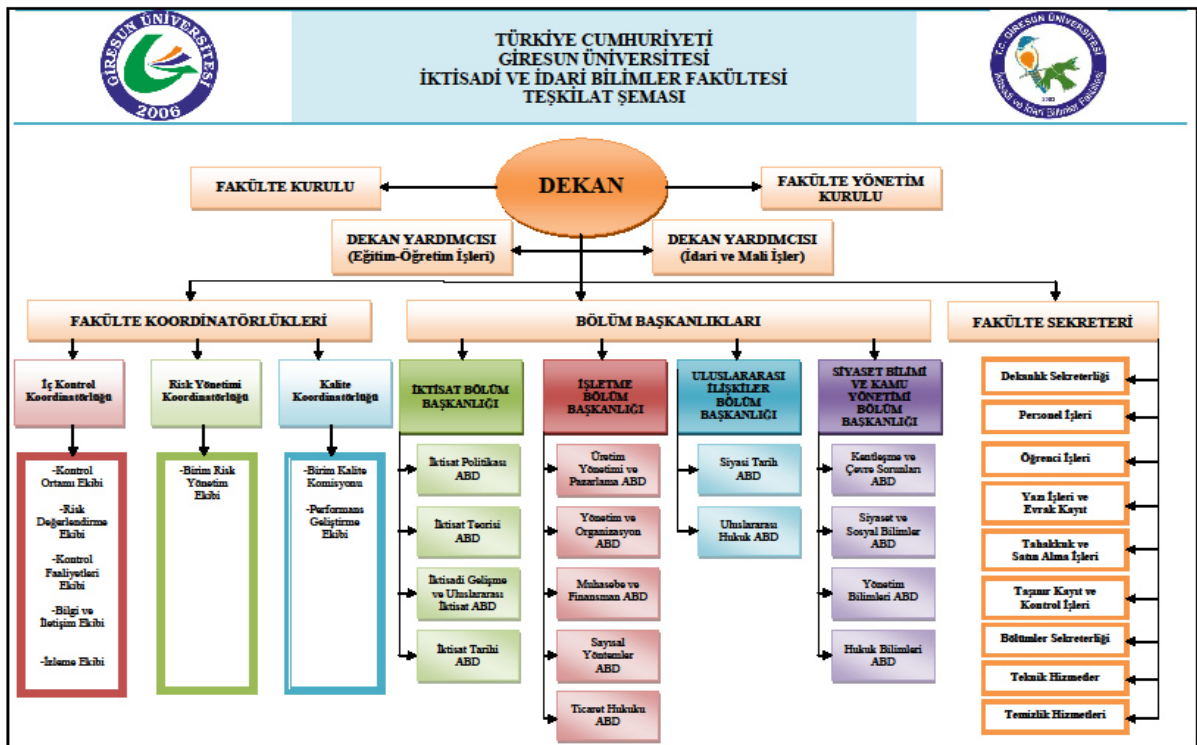 GİRESUN ÜNİVERSİTESİ
2006
TÜRKİYE CUMHURİYETİ
GİRESUN ÜNİVERSİTESİ
İKTİSADİ VE İDARİ BİLİMLER FAKÜLTESİ
TEŞKİLAT ŞEMASI
T.C. GİRESUN ÜNİVERSİTESİ
İktisadi ve İdari Bilimler Fakültesi
DEKAN
FAKÜLTE KURULU
FAKÜLTE YÖNETİM
KURULU
DEKAN YARDIMCISI
(Eğitim-Öğretim İşleri)
DEKAN YARDIMCISI
(İdari ve Mali İşler)
FAKÜLTE KOORDİNATÖRLÜKLERİ
BÖLÜM BAŞKANLIKLARI
FAKÜLTE SEKRETERİ
İç Kontrol
Koordinatörlüğü
Risk Yönetimi
Koordinatörlüğü
Kalite
Koordinatörlüğü
-Kontrol
Ortamı Ekibi
-Risk
Değerlendirme
Ekibi
-Kontrol
Faaliyetleri
Ekibi
-Bilgi ve
İletişim Ekibi
-İzleme Ekibi
-Birim Risk
Yönetim
Ekibi
-Birim Kalite
Komisyonu
-Performans
Geliştirme
Ekibi
İKTİSAT BÖLÜM
BAŞKANLIĞI
İktisat Politikası
ABD
İktisat Teorisi
ABD
İktisadi Gelişme
ve Uluslararası
İktisat ABD
İktisat Tarihi
ABD
İŞLETME
BÖLÜM
BAŞKANLIĞI
Üretim
Yönetimi ve
Pazarlama ABD
Yönetim ve
Organizasyon
ABD
Muhasebe ve
Finansman ABD
Sayısal
Yöntemler
ABD
Ticaret Hukuku
ABD
ULUSLARARASI
İLİŞKİLER
BÖLÜM
BAŞKANLIĞI
Siyasi Tarih
ABD
Uluslararası
Hukuk ABD
SİYASET BİLİMİ
VE KAMU
YÖNETİMİ
BÖLÜM
BAŞKANLIĞI
Kentleşme ve
Çevre Sorunları
ABD
Siyaset ve
Sosyal Bilimler
ABD
Yönetim
Bilimleri ABD
Hukuk Bilimleri
ABD
Dekanlık Sekreterliği
Personel İşleri
Öğrenci İşleri
Yazı İşleri ve
Evrak Kayıt
Tahakkuk ve
Satın Alma İşleri
Taşınır Kayıt ve
Kontrol İşleri
Bölümler Sekreterliği
Teknik Hizmetler
Temizlik Hizmetleri